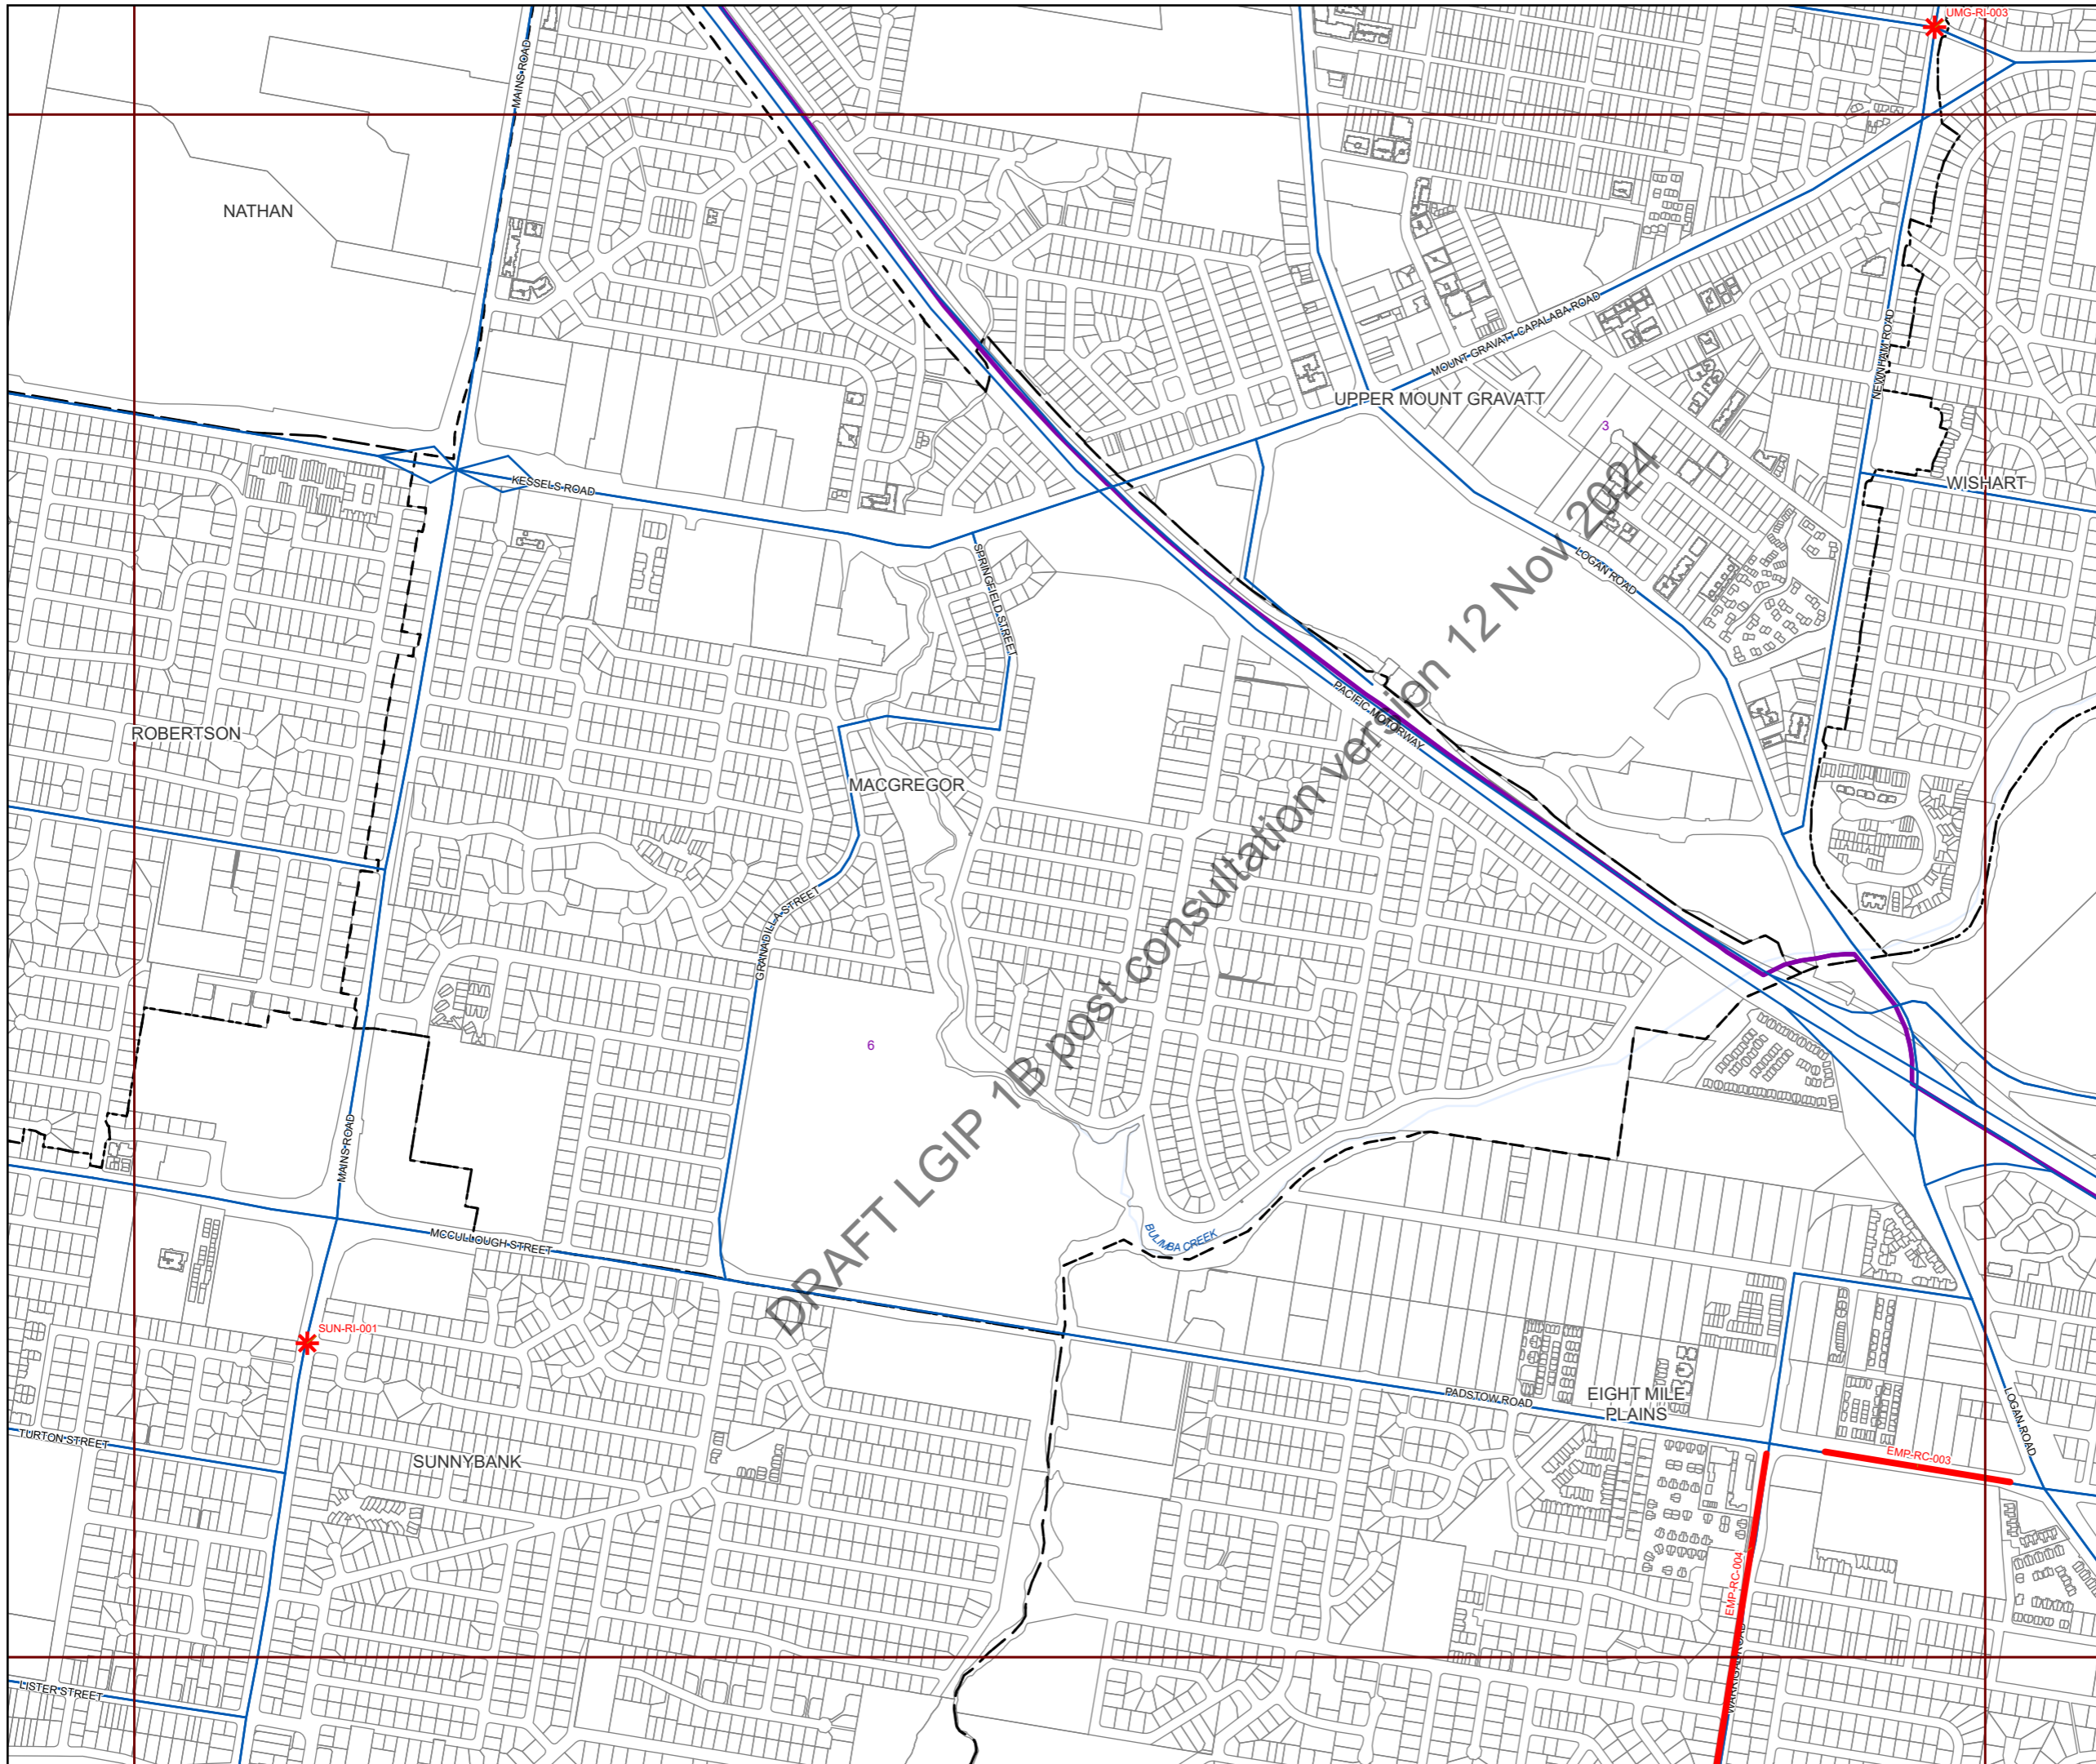 UMG-RI-003
MAINS ROAD
NATHAN
MOUNT GRAVATT CAPALABA ROAD
NEWNHAM ROAD
UPPER MOUNT GRAVATT
3
KESSELS ROAD
WISHART
SPRINGFIELD STREET
LOGAN ROAD
PACIFIC MOTORWAY
ROBERTSON
MACGREGOR
GRANADILLA STREET
6
DRAFT LGIP 1B post consultation version 12 Nov 2024
MAINS ROAD
MCCULLOUGH STREET
BULIMBA CREEK
SUN-RI-001
PADSTOW ROAD
EIGHT MILE
PLAINS
LOGAN ROAD
TURTON STREET
SUNNYBANK
EMP-RC-003
EMP-RC-004
WARRIGAL ROAD
LISTER STREET